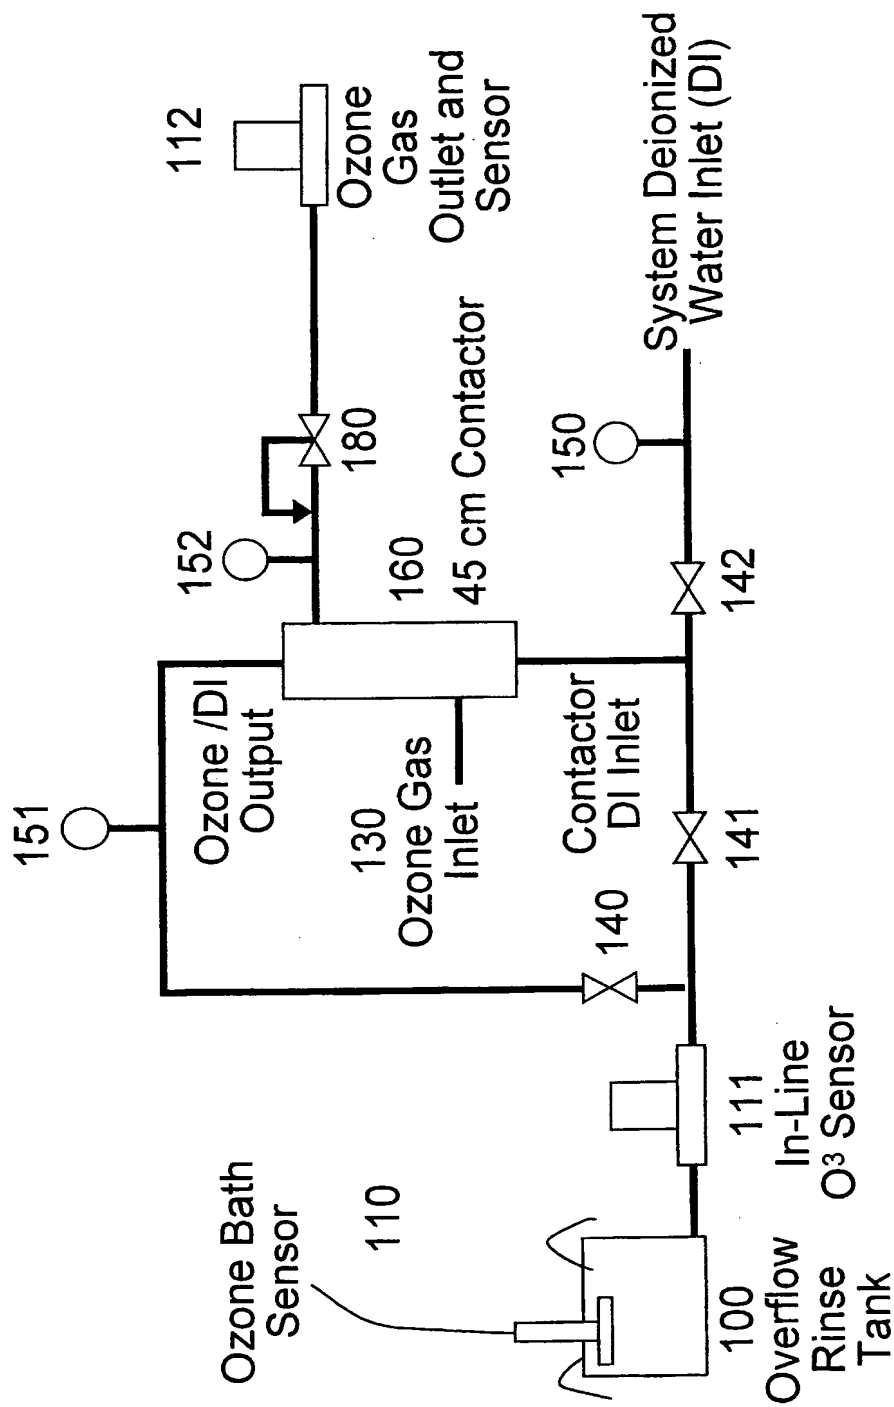 112
Ozone
Gas
Outlet and
Sensor
System Deionized
Water Inlet (DI)
180
150
152
160
45 cm Contactor
142
Ozone /DI
Output
151
130
Ozone Gas
Inlet
Contactor
DI Inlet
141
140
111
In-Line
O³ Sensor
Ozone Bath
Sensor
110
100
Overflow
Rinse
Tank